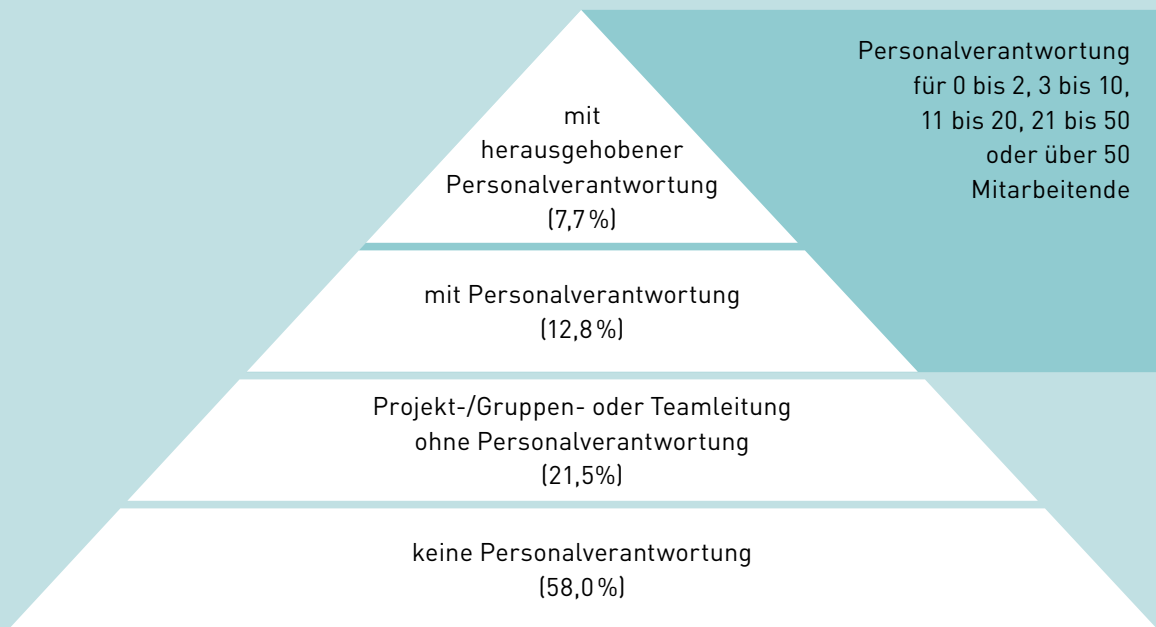 Personalverantwortung
für 0 bis 2, 3 bis 10,
11 bis 20, 21 bis 50
oder über 50
Mitarbeitende
mit
herausgehobener
Personalverantwortung
(7,7 %)
mit Personalverantwortung
(12,8 %)
Projekt-/Gruppen- oder Teamleitung
ohne Personalverantwortung
(21,5%)
keine Personalverantwortung
(58,0 %)